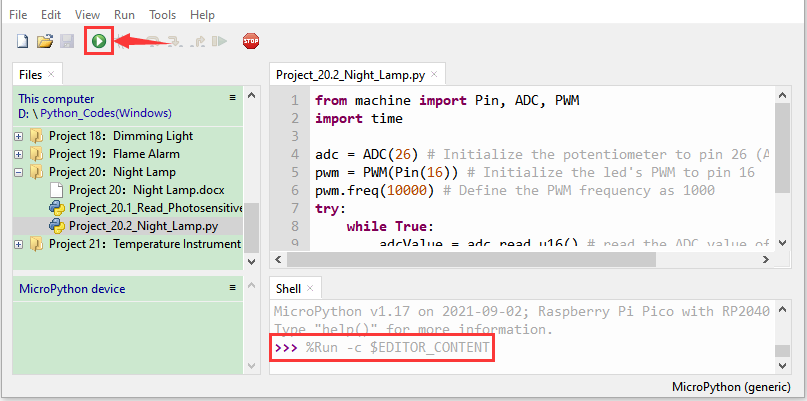 File Edit View Run Tools Help
STOP
Files ×
This computer
D: \ Python_Codes(Windows)
Project 18：Dimming Light
Project 19：Flame Alarm
Project 20：Night Lamp
Project 20：Night Lamp.docx
Project_20.1_Read_Photosensitive
Project_20.2_Night_Lamp.py
Project 21：Temperature Instrument
MicroPython device
Project_20.2_Night_Lamp.py ×
1 from machine import Pin, ADC, PWM
2 import time
3
4 adc = ADC(26) # Initialize the potentiometer to pin 26 (A
5 pwm = PWM(Pin(16)) # Initialize the led's PWM to pin 16
6 pwm.freq(10000) # Define the PWM frequency as 1000
7 try:
8 while True:
9 adcValue = adc.read_u16() # read the ADC value of
Shell ×
MicroPython v1.17 on 2021-09-02; Raspberry Pi Pico with RP2040
Type "help()" for more information.
>>> %Run -c $EDITOR_CONTENT
MicroPython (generic)